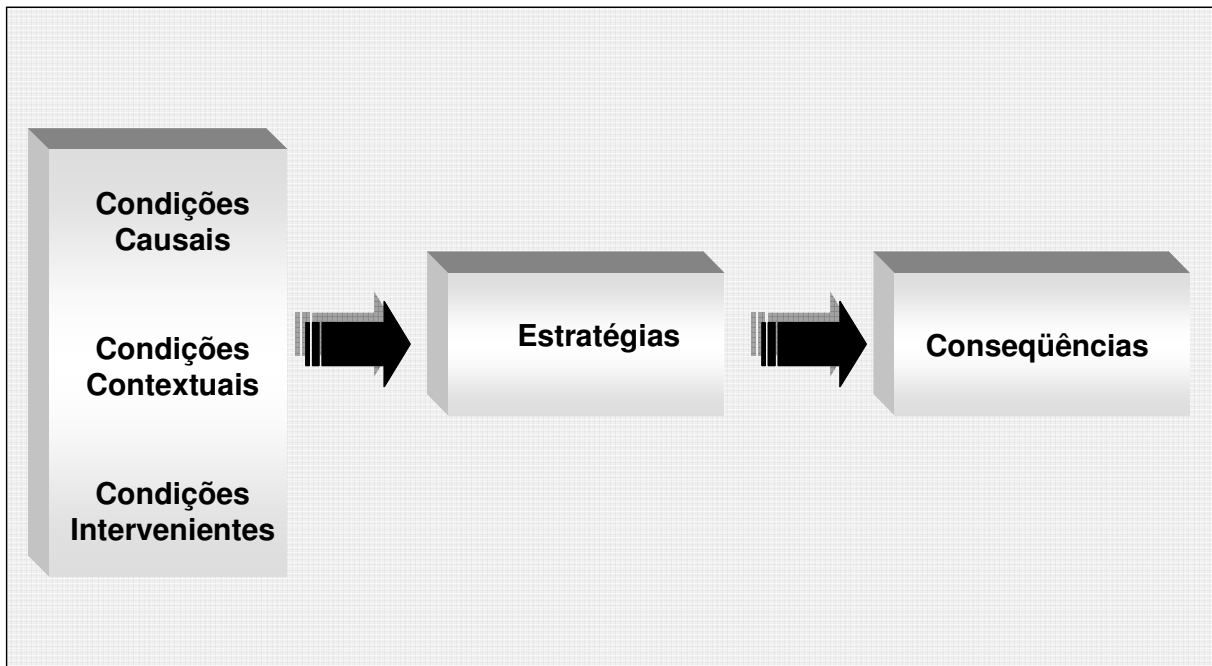 Condições
Causais
Condições
Contextuais
Condições
Intervenientes
Estratégias
Conseqüências